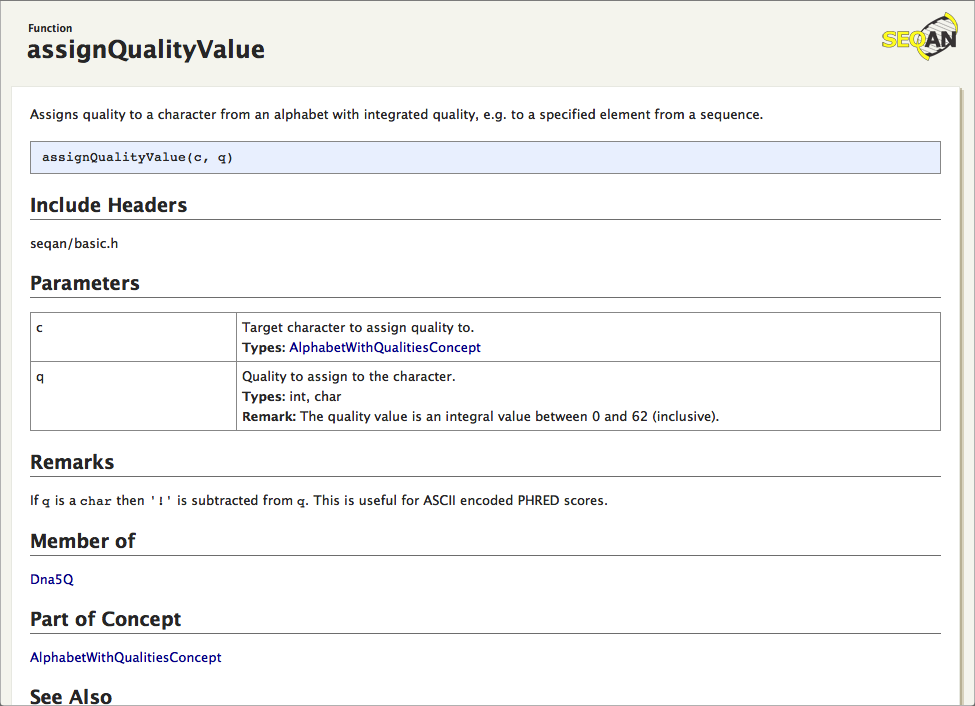 Function
assignQualityValue
SEQAN
Assigns quality to a character from an alphabet with integrated quality, e.g. to a specified element from a sequence.
assignQualityValue(c, q)
Include Headers
seqan/basic.h
Parameters
c
Target character to assign quality to.
Types: AlphabetWithQualitiesConcept
q
Quality to assign to the character.
Types: int, char
Remark: The quality value is an integral value between 0 and 62 (inclusive).
Remarks
If q is a char then '!' is subtracted from q. This is useful for ASCII encoded PHRED scores.
Member of
Dna5Q
Part of Concept
AlphabetWithQualitiesConcept
See Also